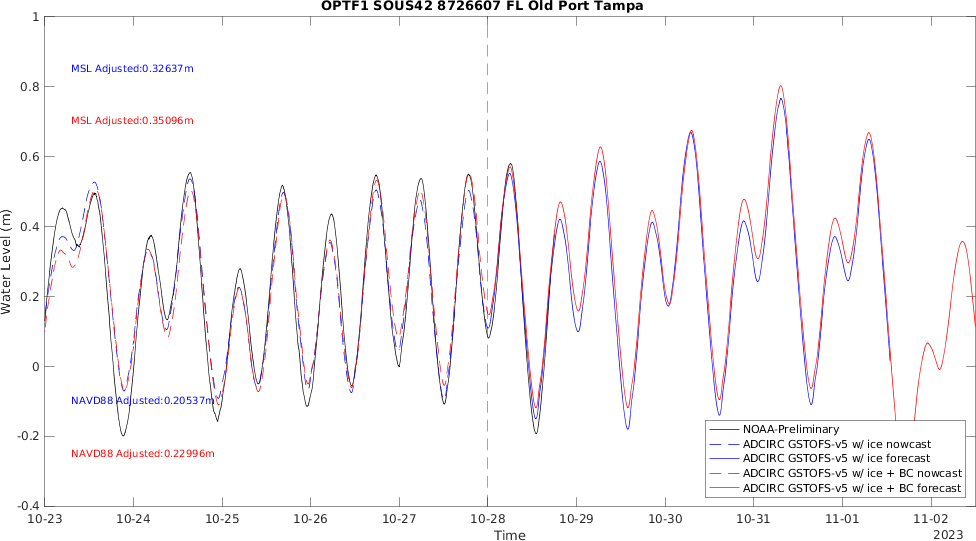 OPTF1 SOUS42 8726607 FL Old Port Tampa
Water Level (m)
1
0.8
0.6
0.4
0.2
0
-0.2
-0.4
MSL Adjusted:0.32637m
MSL Adjusted:0.35096m
NAVD88 Adjusted:0.20537m
NAVD88 Adjusted:0.22996m
NOAA-Preliminary
ADCIRC GSTOFS-v5 w/ ice nowcast
ADCIRC GSTOFS-v5 w/ ice forecast
ADCIRC GSTOFS-v5 w/ ice + BC nowcast
ADCIRC GSTOFS-v5 w/ ice + BC forecast
10-23 10-24 10-25 10-26 10-27 10-28 10-29 10-30 10-31 11-01 11-02
Time
2023